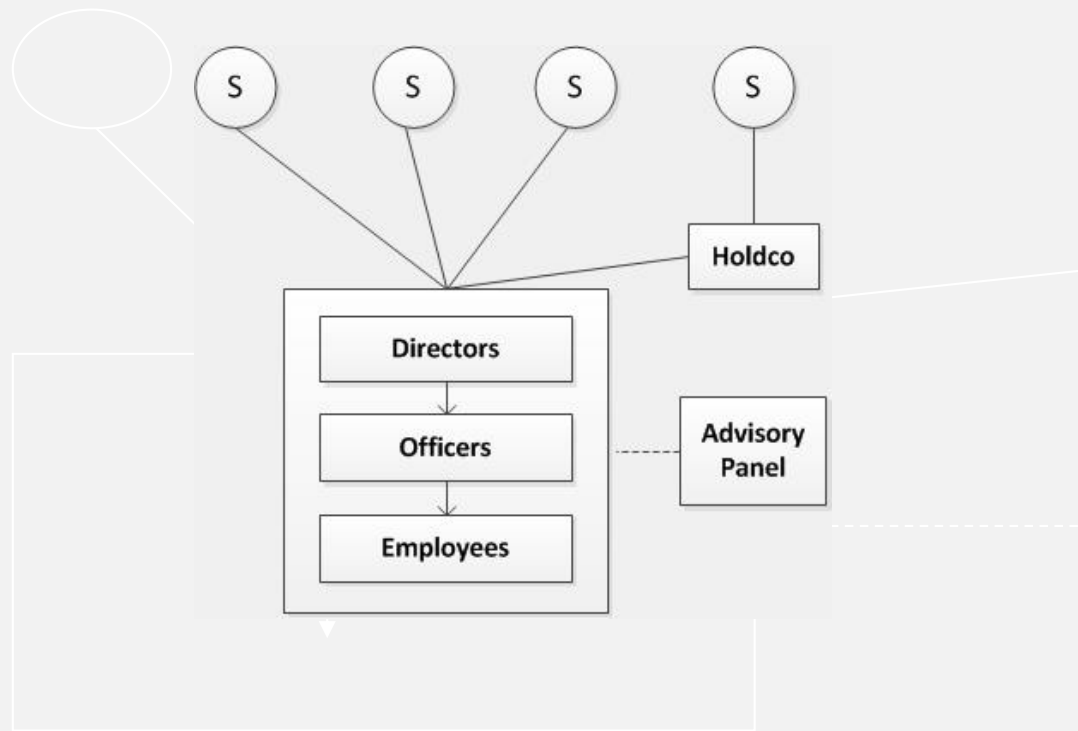 S
S
S
S
Holdco
Directors
Officers
Employees
Advisory
Panel